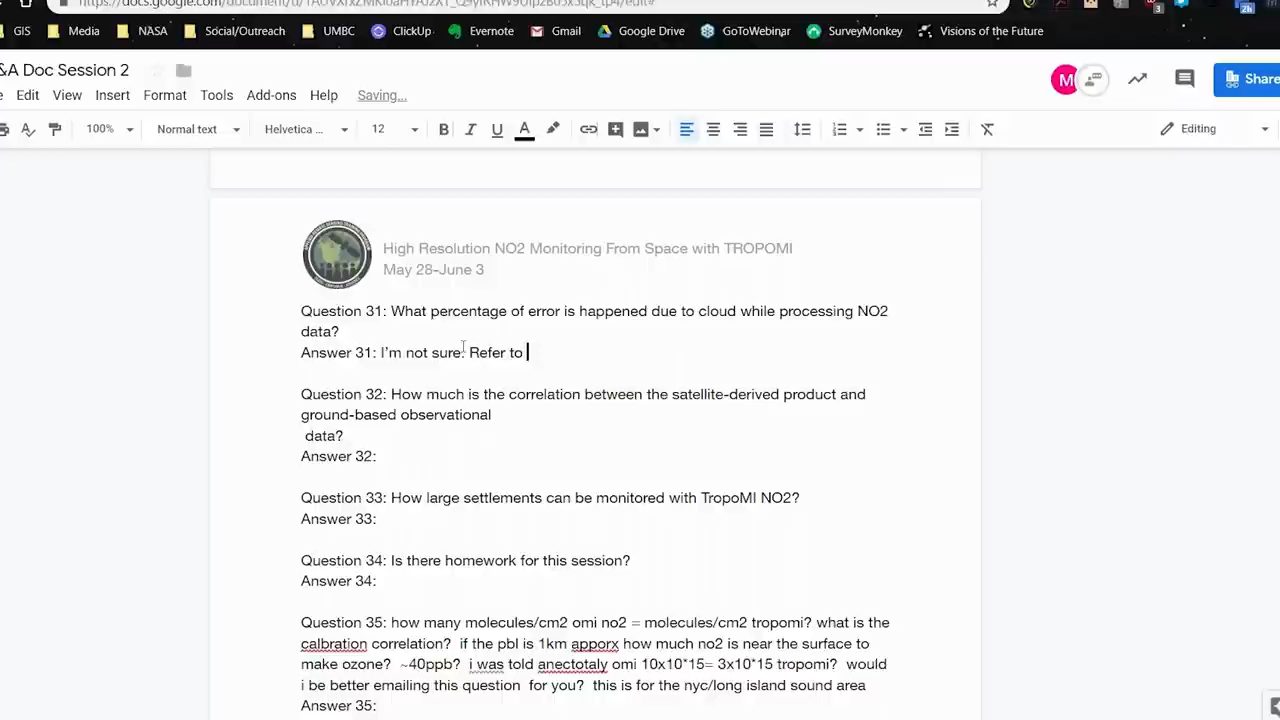 GIS Media NASA Social/Outreach UMBC ClickUp Evernote Gmail Google Drive GoToWebinar SurveyMonkey Visions of the Future
&A Doc Session 2
Edit View Insert Format Tools Add-ons Help Saving...
M
Share
100% Normal text Helvetica ... 12 B I U A Editing
High Resolution NO2 Monitoring From Space with TROPOMI
May 28-June 3
Question 31: What percentage of error is happened due to cloud while processing NO2
data?
Answer 31: I'm not sure. Refer to
Question 32: How much is the correlation between the satellite-derived product and
ground-based observational
data?
Answer 32:
Question 33: How large settlements can be monitored with TropoMI NO2?
Answer 33:
Question 34: Is there homework for this session?
Answer 34:
Question 35: how many molecules/cm2 omi no2 = molecules/cm2 tropomi? what is the
calbration correlation? if the pbl is 1km apporx how much no2 is near the surface to
make ozone? ~40ppb? i was told anectotaly omi 10x10*15= 3x10*15 tropomi? would
i be better emailing this question for you? this is for the nyc/long island sound area
Answer 35: